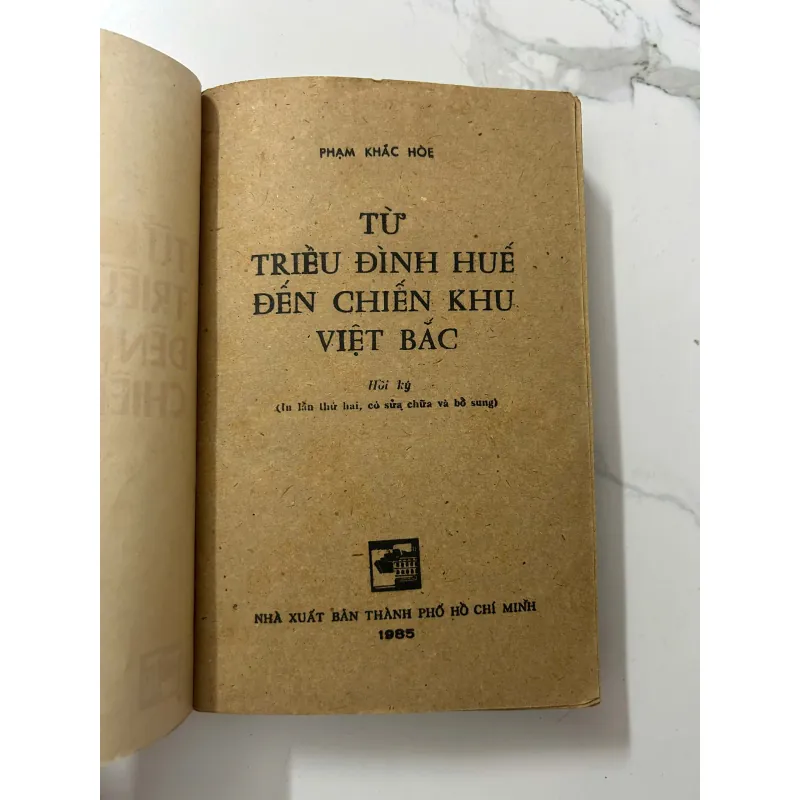 PHẠM KHẮC HÒE
TỪ
TRIỀU ĐÌNH HUẾ
ĐẾN CHIẾN KHU
VIỆT BẮC
Hồi ký
(In lần thứ hai, có sửa chữa và bổ sung)
NHÀ XUẤT BẢN THÀNH PHỐ HỒ CHÍ MINH
1985